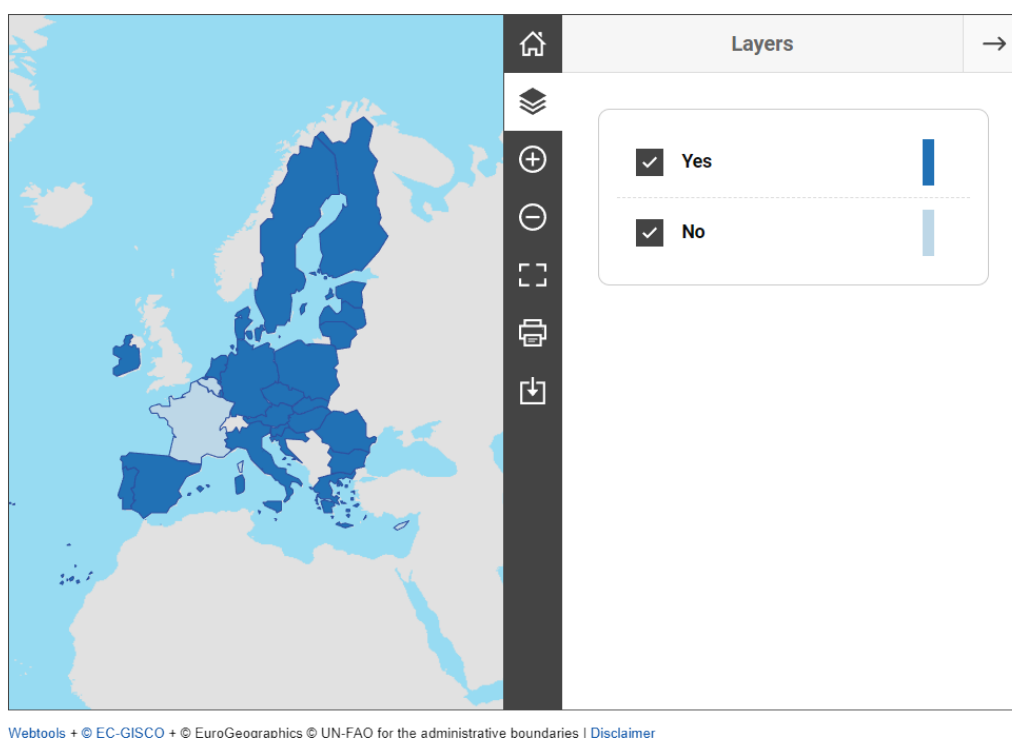 Layers
Yes
No
Webtools + © EC-GISCO + © EuroGeographics © UN-FAO for the administrative boundaries | Disclaimer